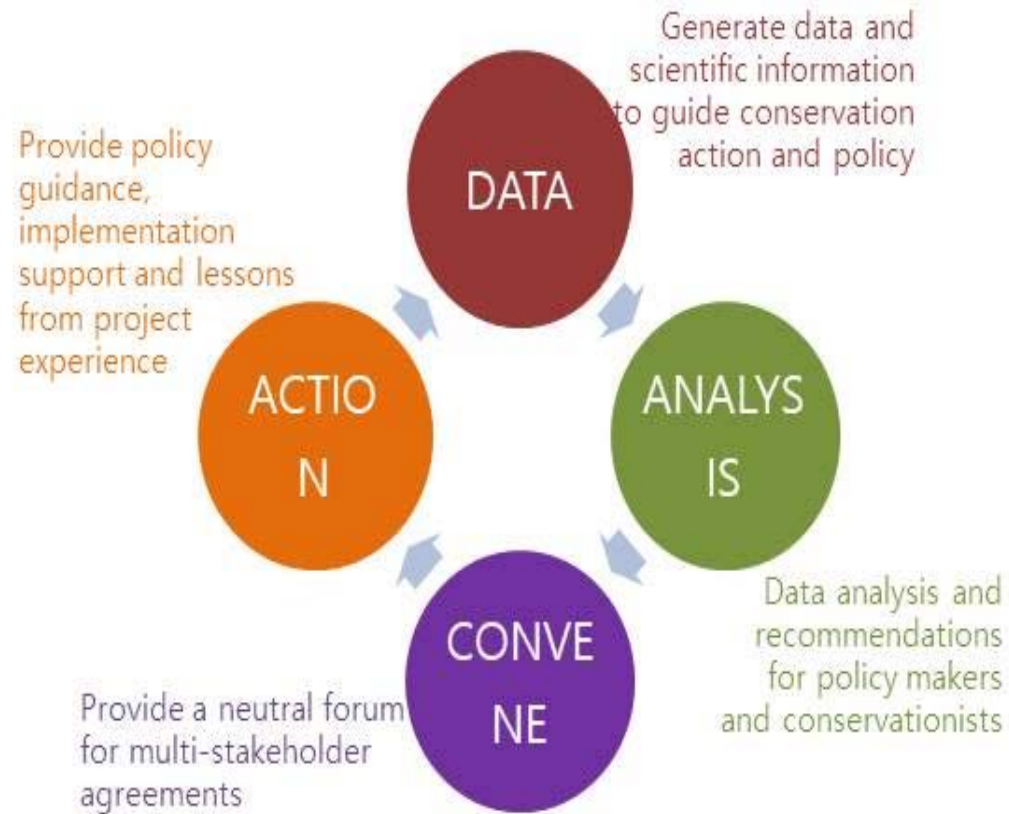 Generate data and
scientific information
to guide conservation
action and policy
DATA
Provide policy
guidance,
implementation
support and lessons
from project
experience
ACTIO
N
ANALYS
IS
Data analysis and
recommendations
for policy makers
and conservationists
CONVE
NE
Provide a neutral forum
for multi-stakeholder
agreements